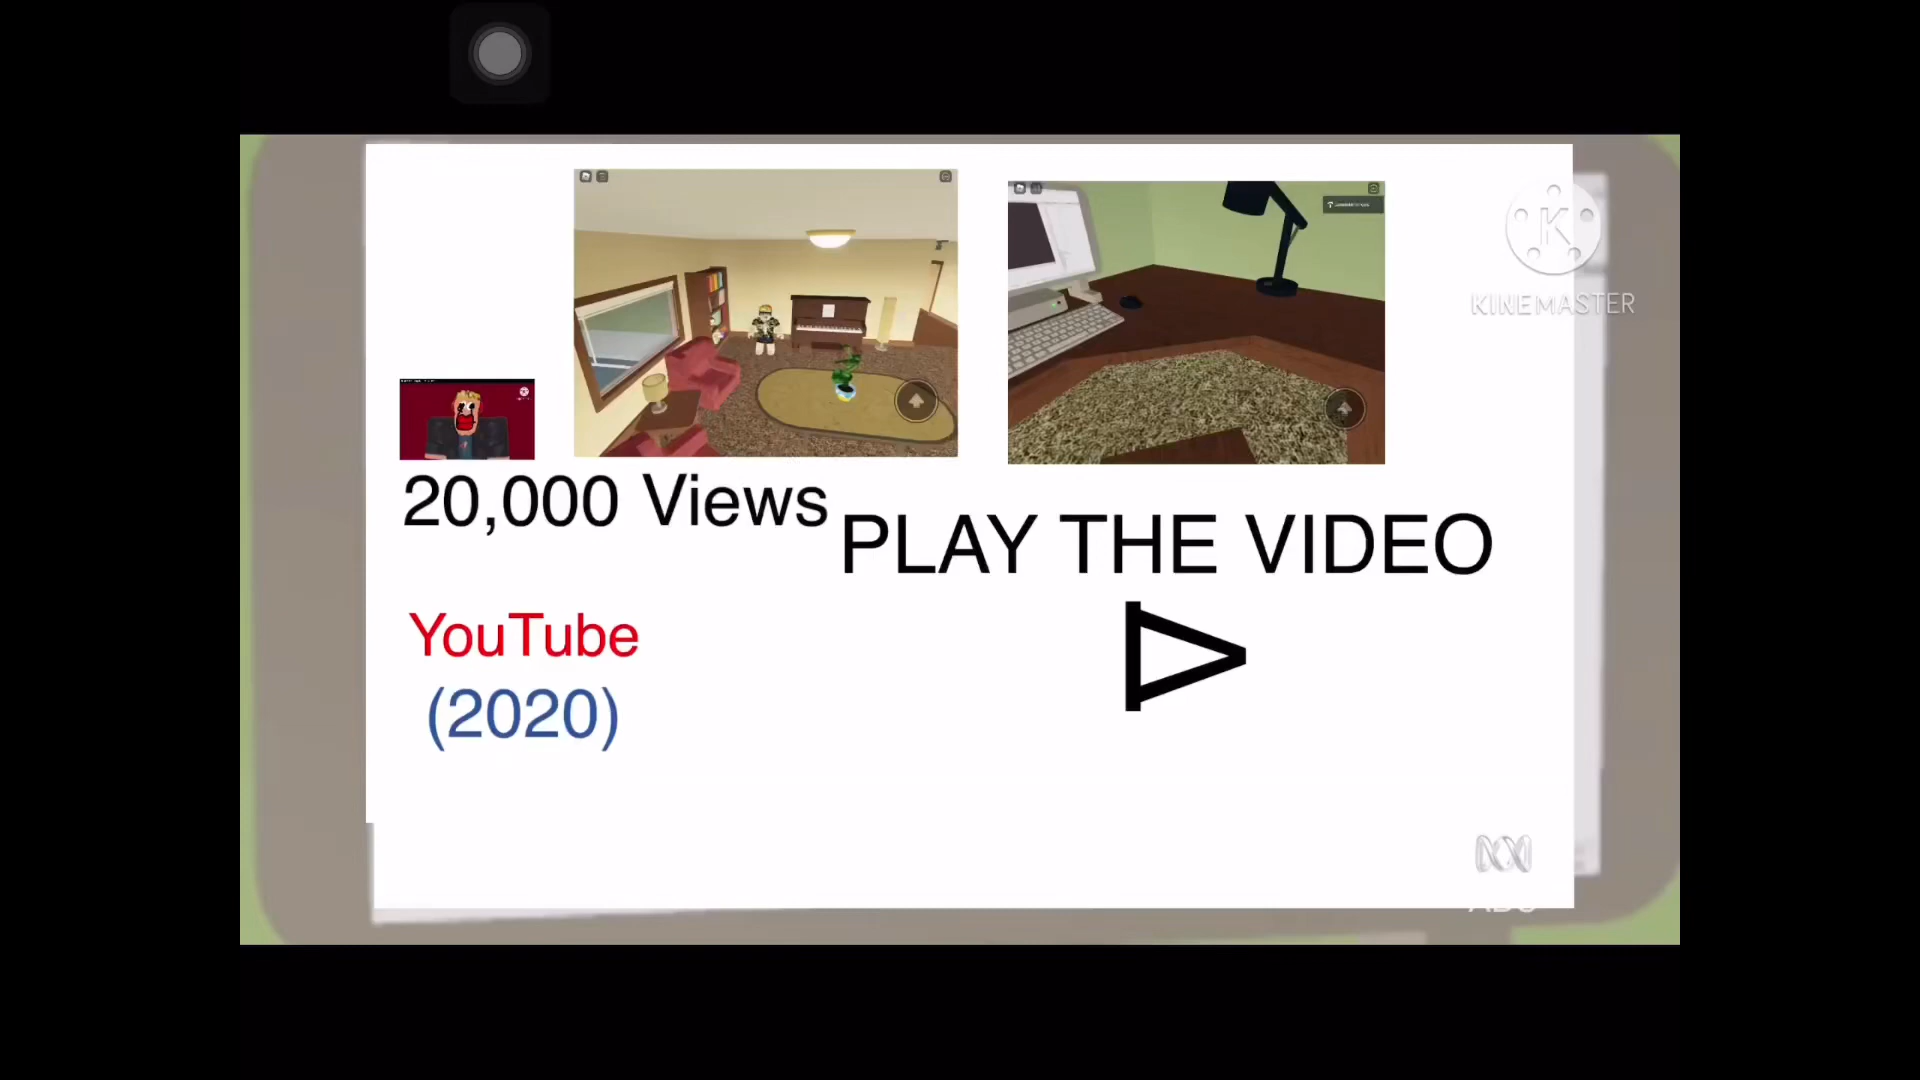 KINEMASTER
20,000 Views
PLAY THE VIDEO
YouTube
(2020)